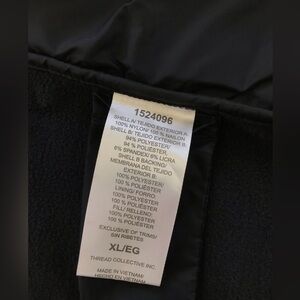 1524096
SHELL A/ TEJIDO EXTERIOR A:
100% NYLON/ 100 % NAILON
SHELL B/ TEJIDO EXTERIOR B:
94% POLYESTER/
94 % POLIÉSTER
6% SPANDEX/ 6% LICRA
SHELL B BACKING/
MEMBRANA DEL TEJIDO
EXTERIOR B:
100% POLYESTER/
100 % POLIÉSTER
LINING/ FORRO:
100% POLYESTER/
100 % POLIÉSTER
FILL/ RELLENO:
100% POLYESTER/
100 % POLIÉSTER
EXCLUSIVE OF TRIMS/
SIN RIBETES
XL/EG
THREAD COLLECTIVE INC.
MADE IN VIETNAM/
HECHO EN VIETNAM